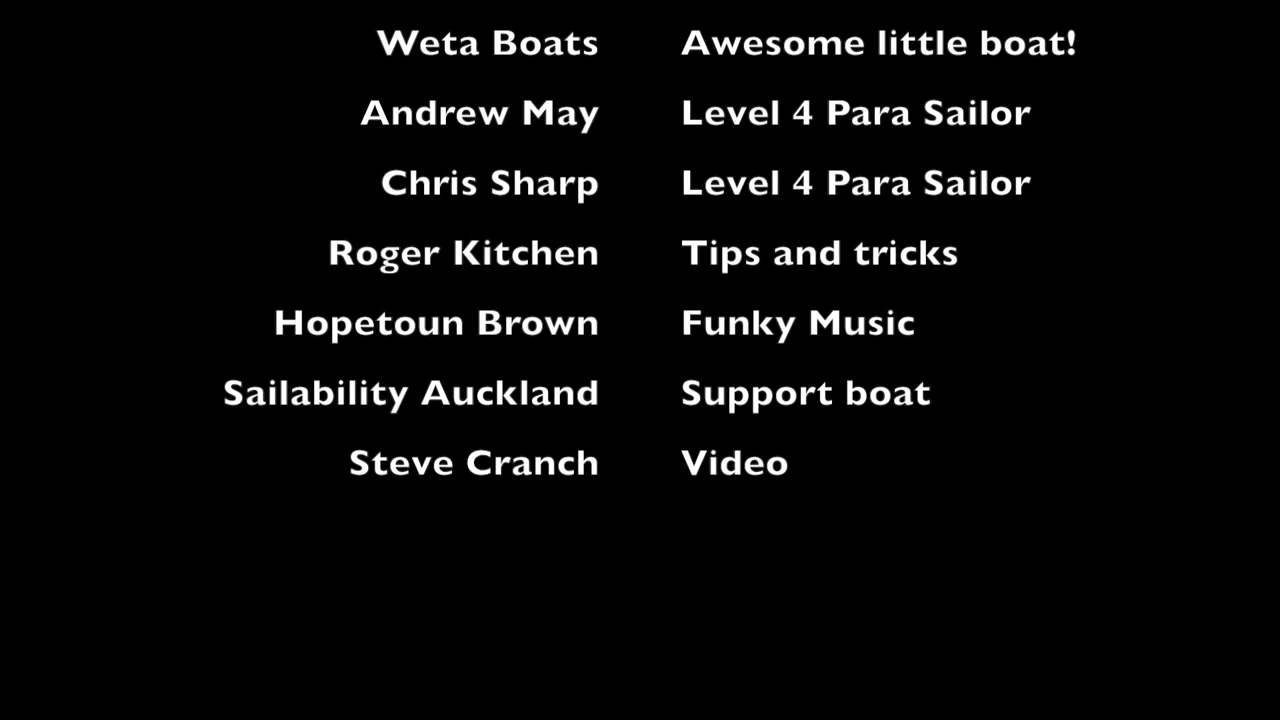 Weta Boats Awesome little boat!
Andrew May Level 4 Para Sailor
Chris Sharp Level 4 Para Sailor
Roger Kitchen Tips and tricks
Hopetoun Brown Funky Music
Sailability Auckland Support boat
Steve Cranch Video